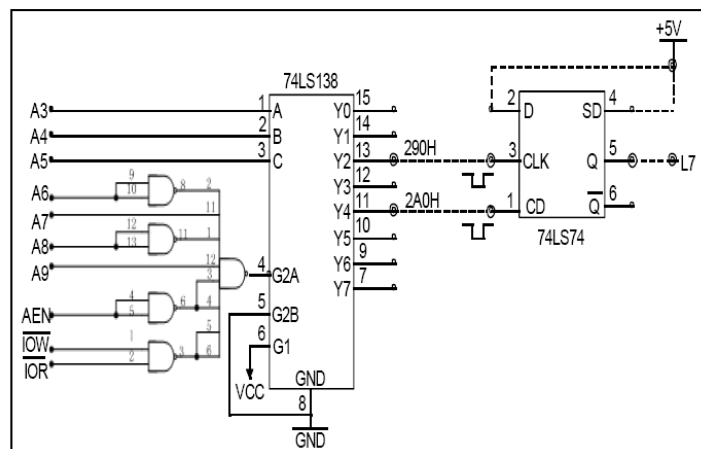 +5V
74LS138
A3 1 A Y0 15
A4 2 B Y1 14
A5 3 C Y2 13 290H 3 CLK Q 5 L7
2 D SD 4
Y3 12
A6 9 10 8 2
Y4 11 2A0H 1 CD Q 6
A7 11
74LS74
A8 12 13 11 1
Y5 10
A9 12
Y6 9
3 4 G2A
Y7 7
AEN 4 5 6 4
5 G2B
IOW 1 5
6 G1
IOR 2 3 6
VCC
GND
8
GND